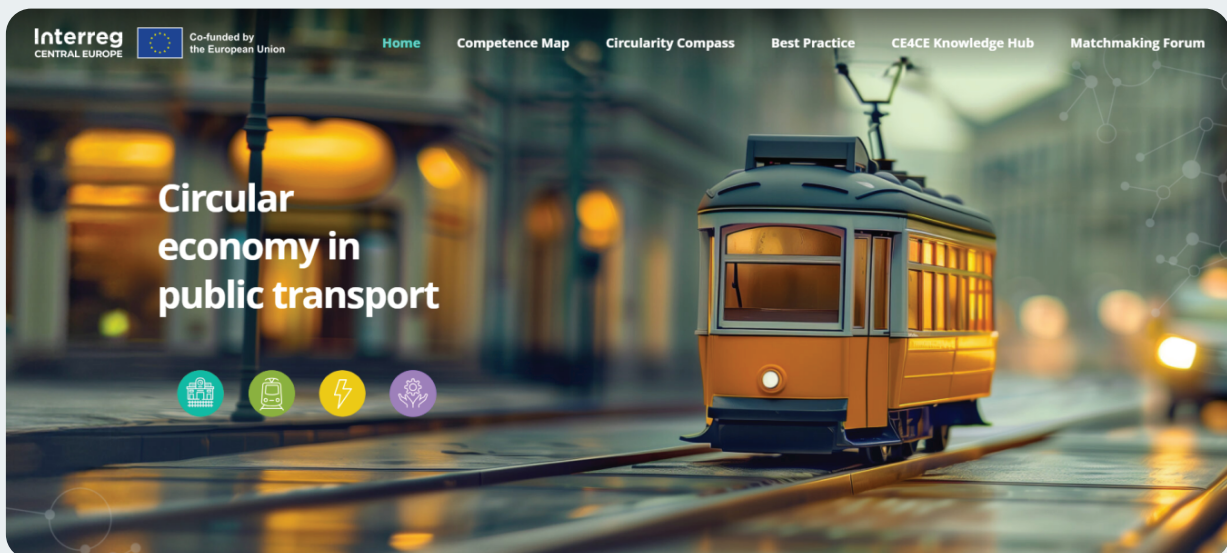 Interreg
CENTRAL EUROPE
Co-funded by
the European Union
Home
Competence Map
Circularity Compass
Best Practice
CE4CE Knowledge Hub
Matchmaking Forum
Circular
economy in
public transport